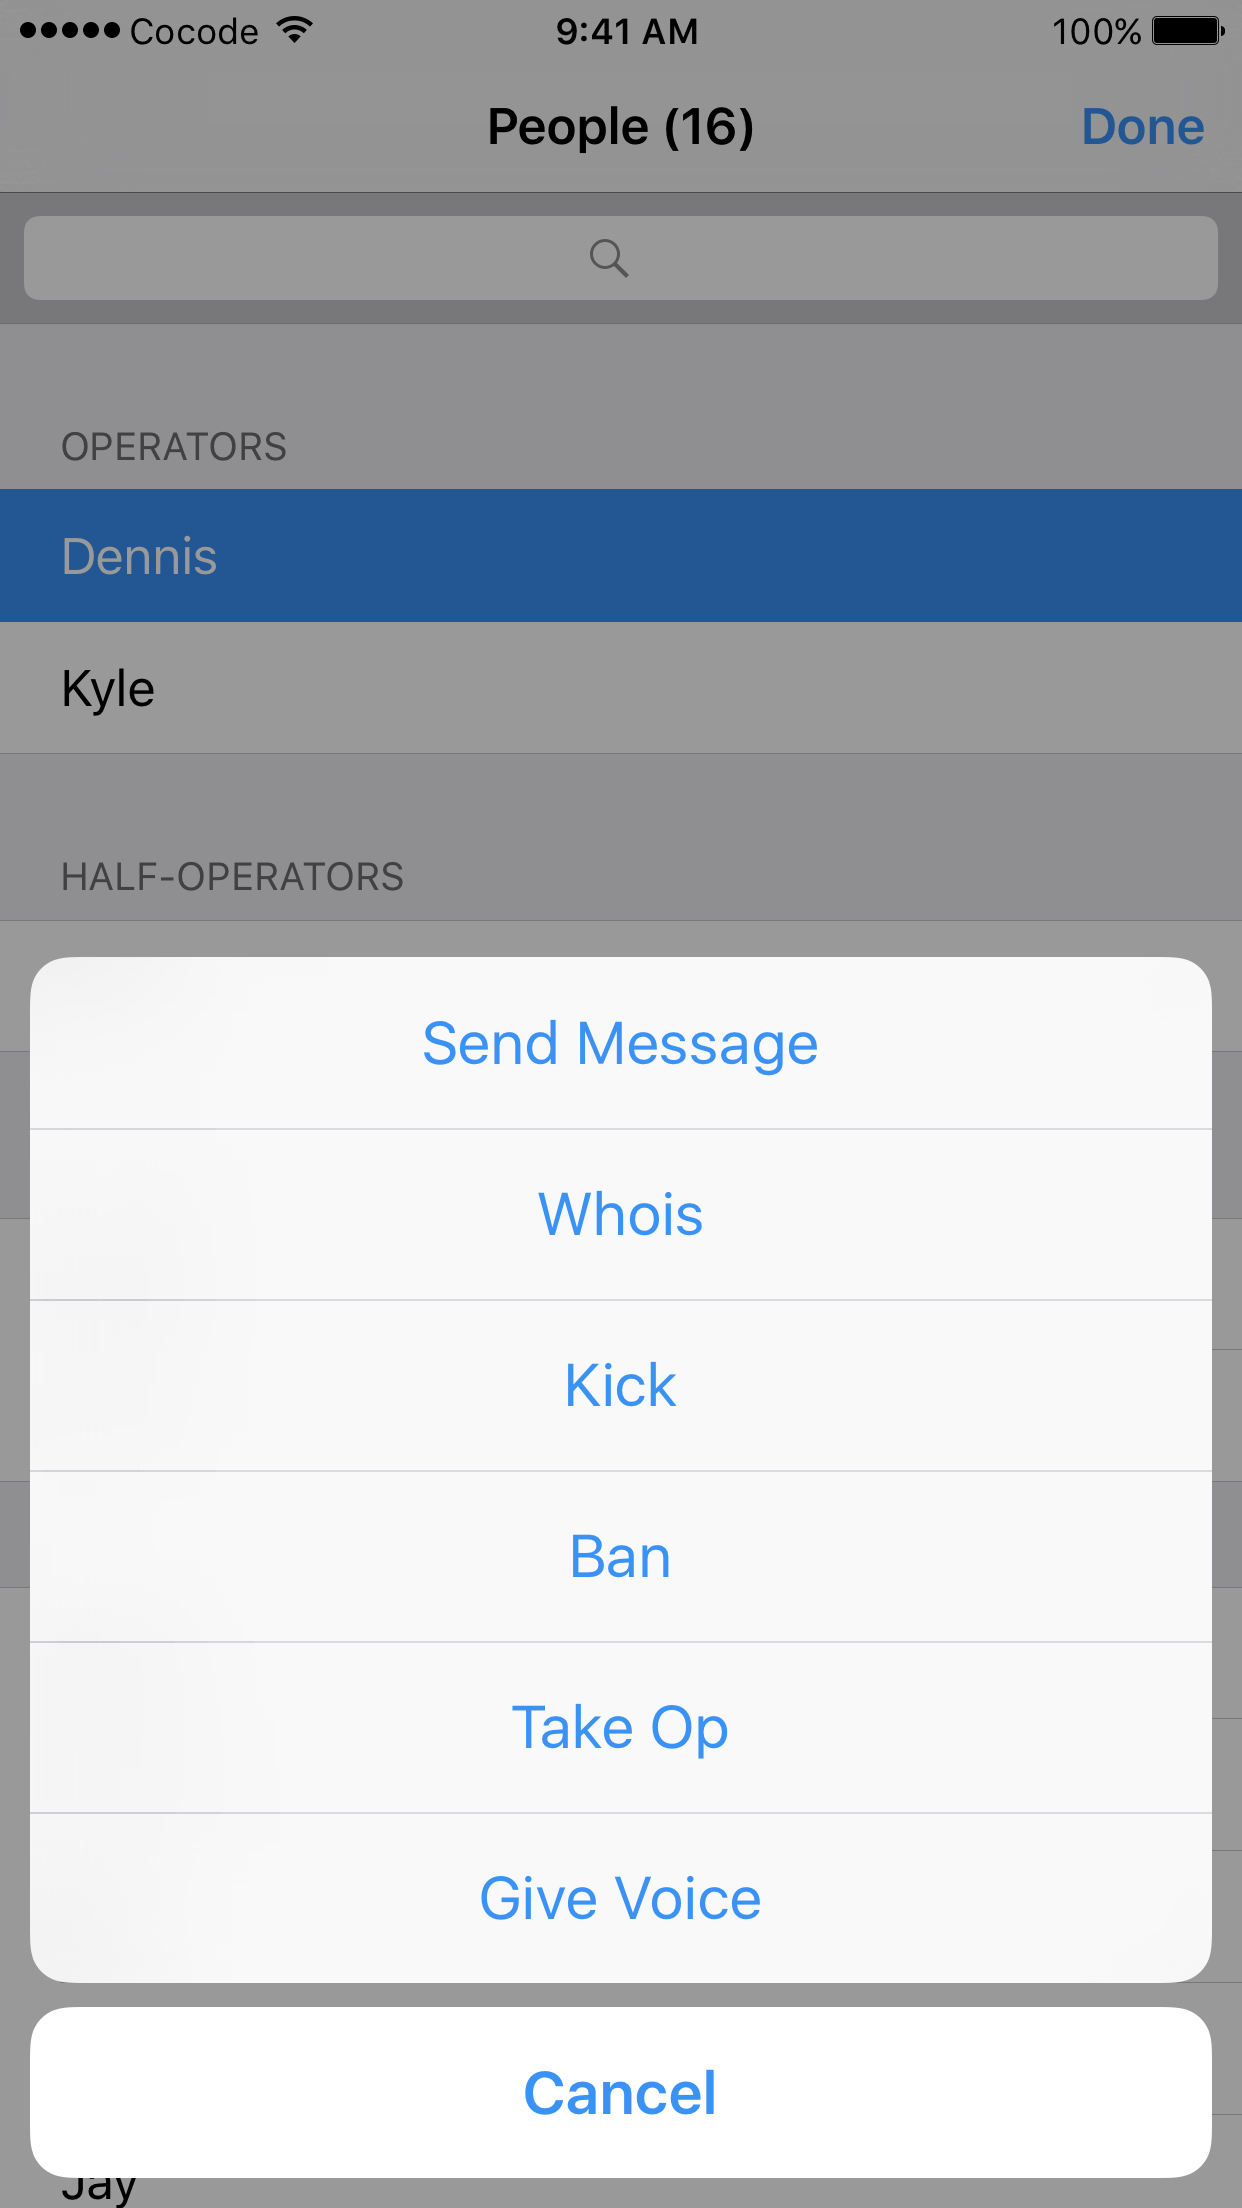 Cocode 9:41 AM 100%
People (16) Done
OPERATORS
Dennis
Kyle
HALF-OPERATORS
Send Message
Whois
Kick
Ban
Take Op
Give Voice
Cancel
Jay